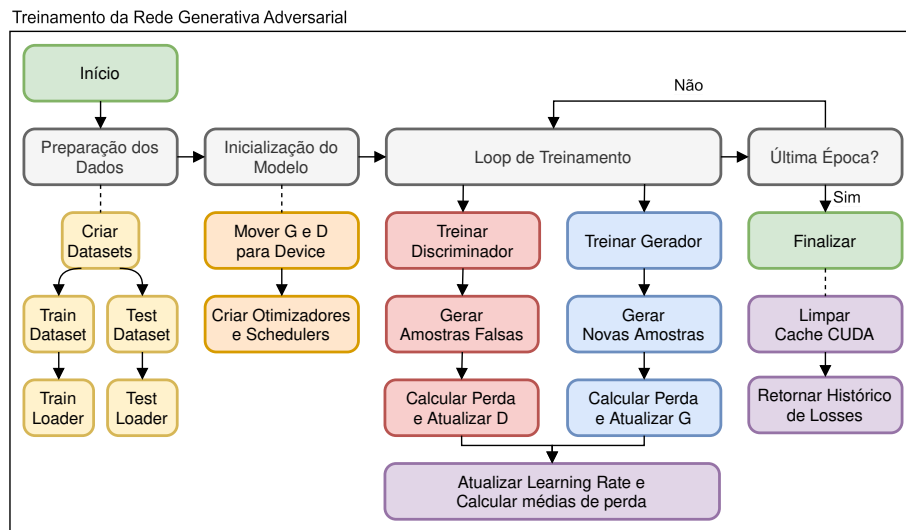 Treinamento da Rede Generativa Adversarial
Início
Não
Preparação dos
Dados
Inicialização do
Modelo
Loop de Treinamento
Última Época?
Sim
Criar
Datasets
Mover G e D
para Device
Treinar
Discriminador
Treinar Gerador
Finalizar
Train
Dataset
Test
Dataset
Criar Otimizadores
e Schedulers
Gerar
Amostras Falsas
Gerar
Novas Amostras
Limpar
Cache CUDA
Train
Loader
Test
Loader
Calcular Perda
e Atualizar D
Calcular Perda
e Atualizar G
Retornar Histórico
de Losses
Atualizar Learning Rate e
Calcular médias de perda